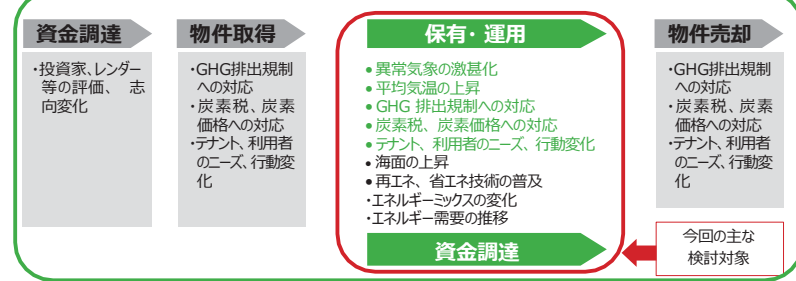 資金調達
・投資家、レンダー
等の評価、 志
向変化
物件取得
・GHG排出規制
への対応
・炭素税、炭素
価格への対応
・テナント、利用者
のニーズ、行動変
化
保有・運用
●異常気象の激甚化
●平均気温の上昇
●GHG 排出規制への対応
●炭素税、炭素価格への対応
●テナント、利用者のニーズ、行動変化
●海面の上昇
●再エネ、省エネ技術の普及
・エネルギーミックスの変化
・エネルギー需要の推移
資金調達
物件売却
・GHG排出規制
への対応
・炭素税、炭素
価格への対応
・テナント、利用者
のニーズ、行動変
化
今回の主な
検討対象